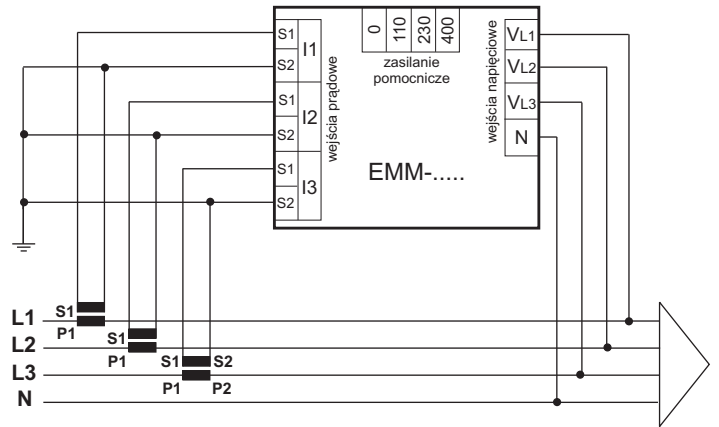 S1
S2
I1
S1
S2
I2
S1
S2
I3
wejścia prądowe
0
110
230
400
zasilanie
pomocnicze
wejścia napięciowe
VL1
VL2
VL3
N
EMM-.....
L1
S1
P1
L2
S1
P1
L3
S1
S2
P1
P2
N